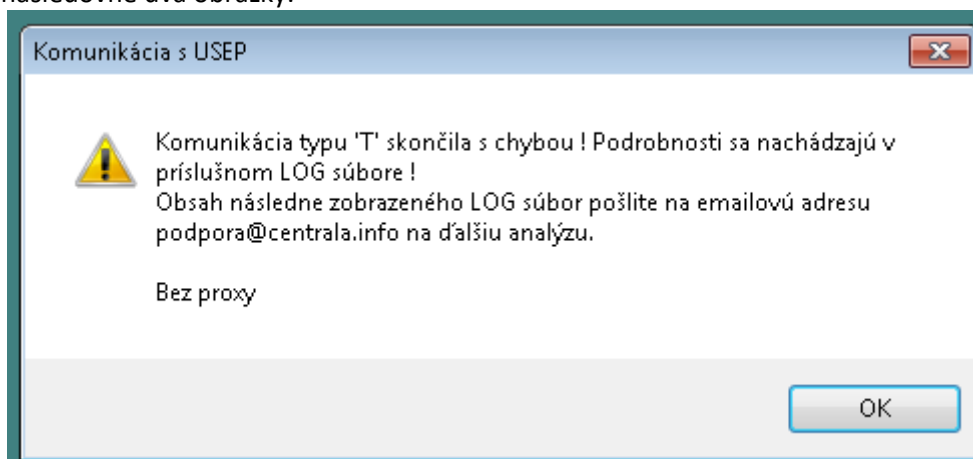 následovné dva obrázky:
Komunikácia s USEP
Komunikácia typu 'T' skončila s chybou ! Podrobnosti sa nachádzajú v
príslušnom LOG súbore !
Obsah následne zobrazeného LOG súbor pošlite na emailovú adresu
podpora@centrala.info na ďalšiu analýzu.
Bez proxy
OK